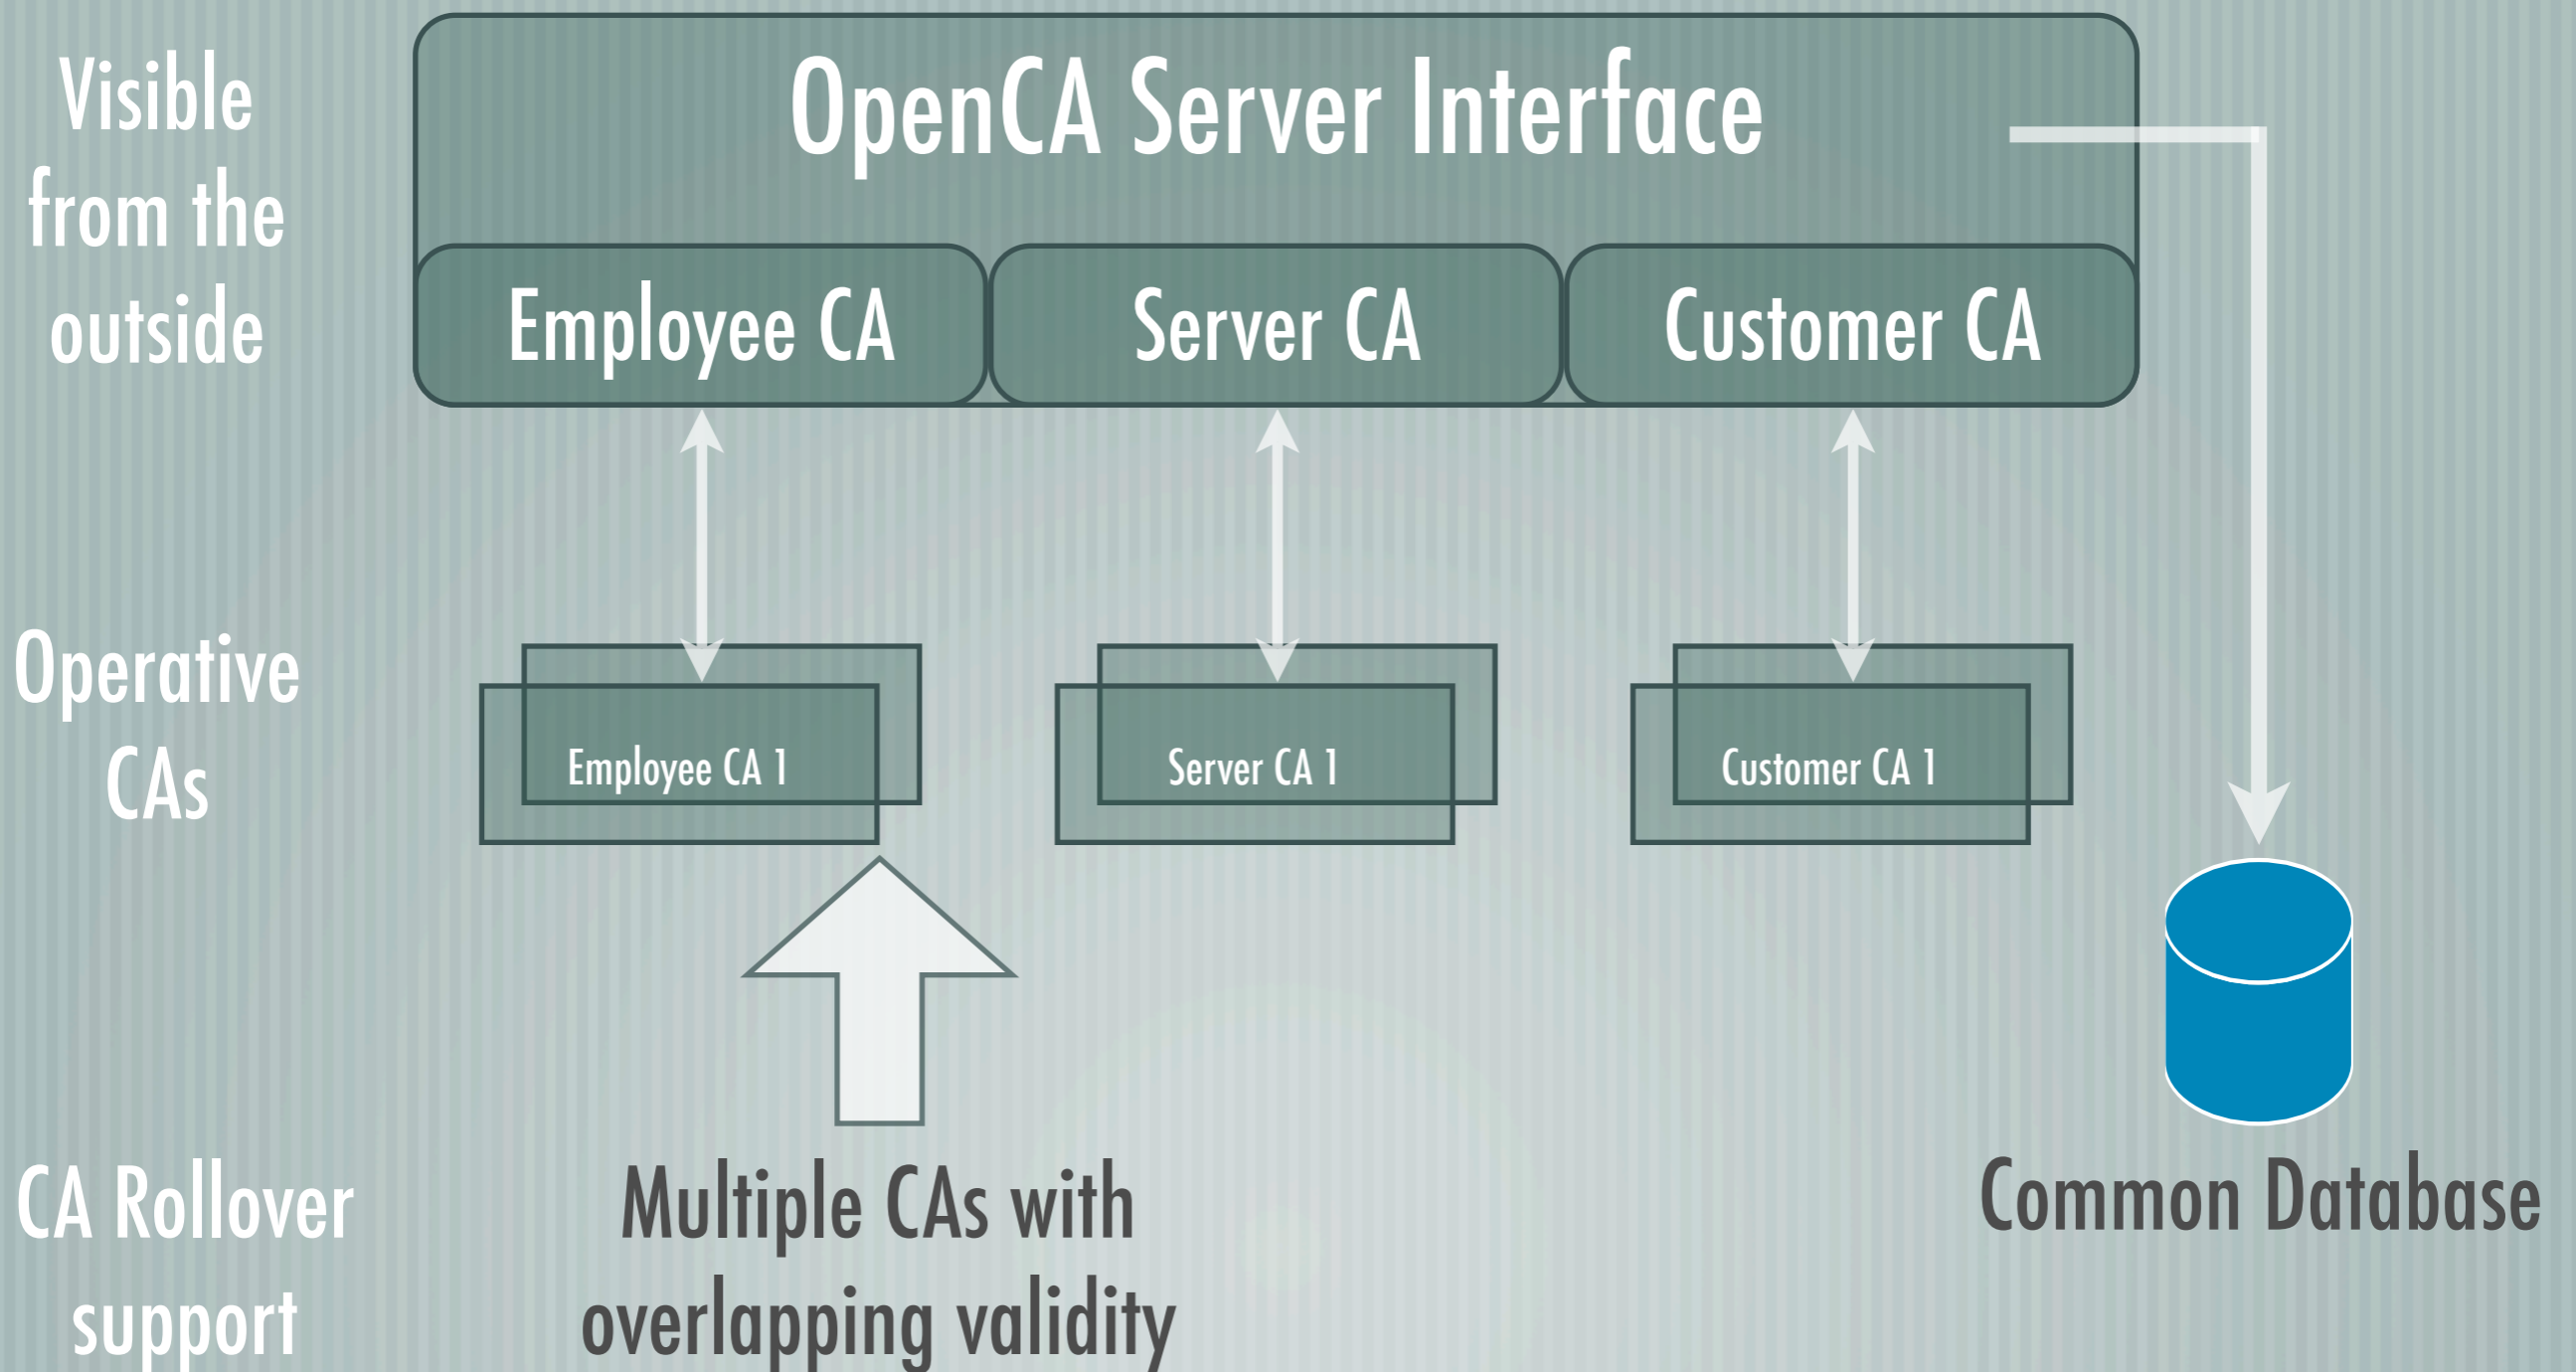 Visible
from the
outside
OpenCA Server Interface
Employee CA
Server CA
Customer CA
Operative
CAs
Employee CA 1
Server CA 1
Customer CA 1
CA Rollover
support
Multiple CAs with
overlapping validity
Common Database